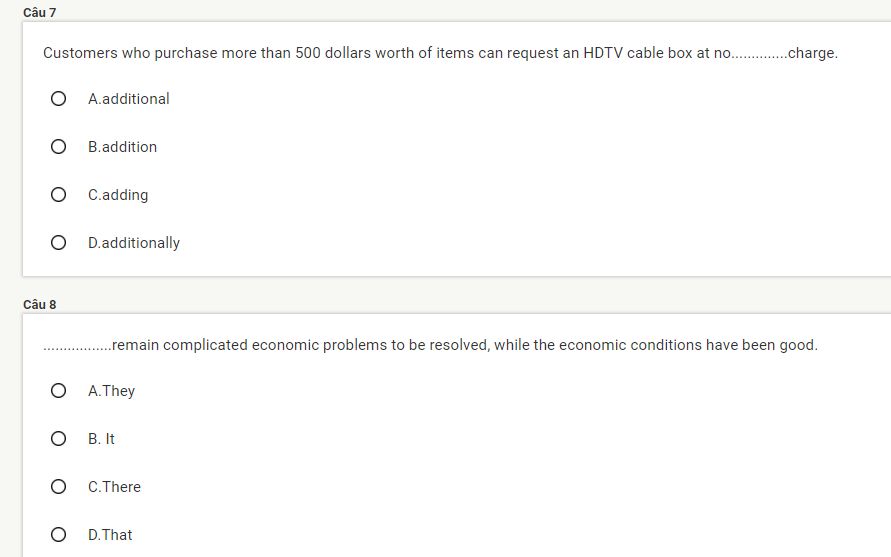 Câu 7
Customers who purchase more than 500 dollars worth of items can request an HDTV cable box at no..............charge.
A.additional
B.addition
C.adding
D.additionally
Câu 8
.................remain complicated economic problems to be resolved, while the economic conditions have been good.
A.They
B. It
C.There
D.That